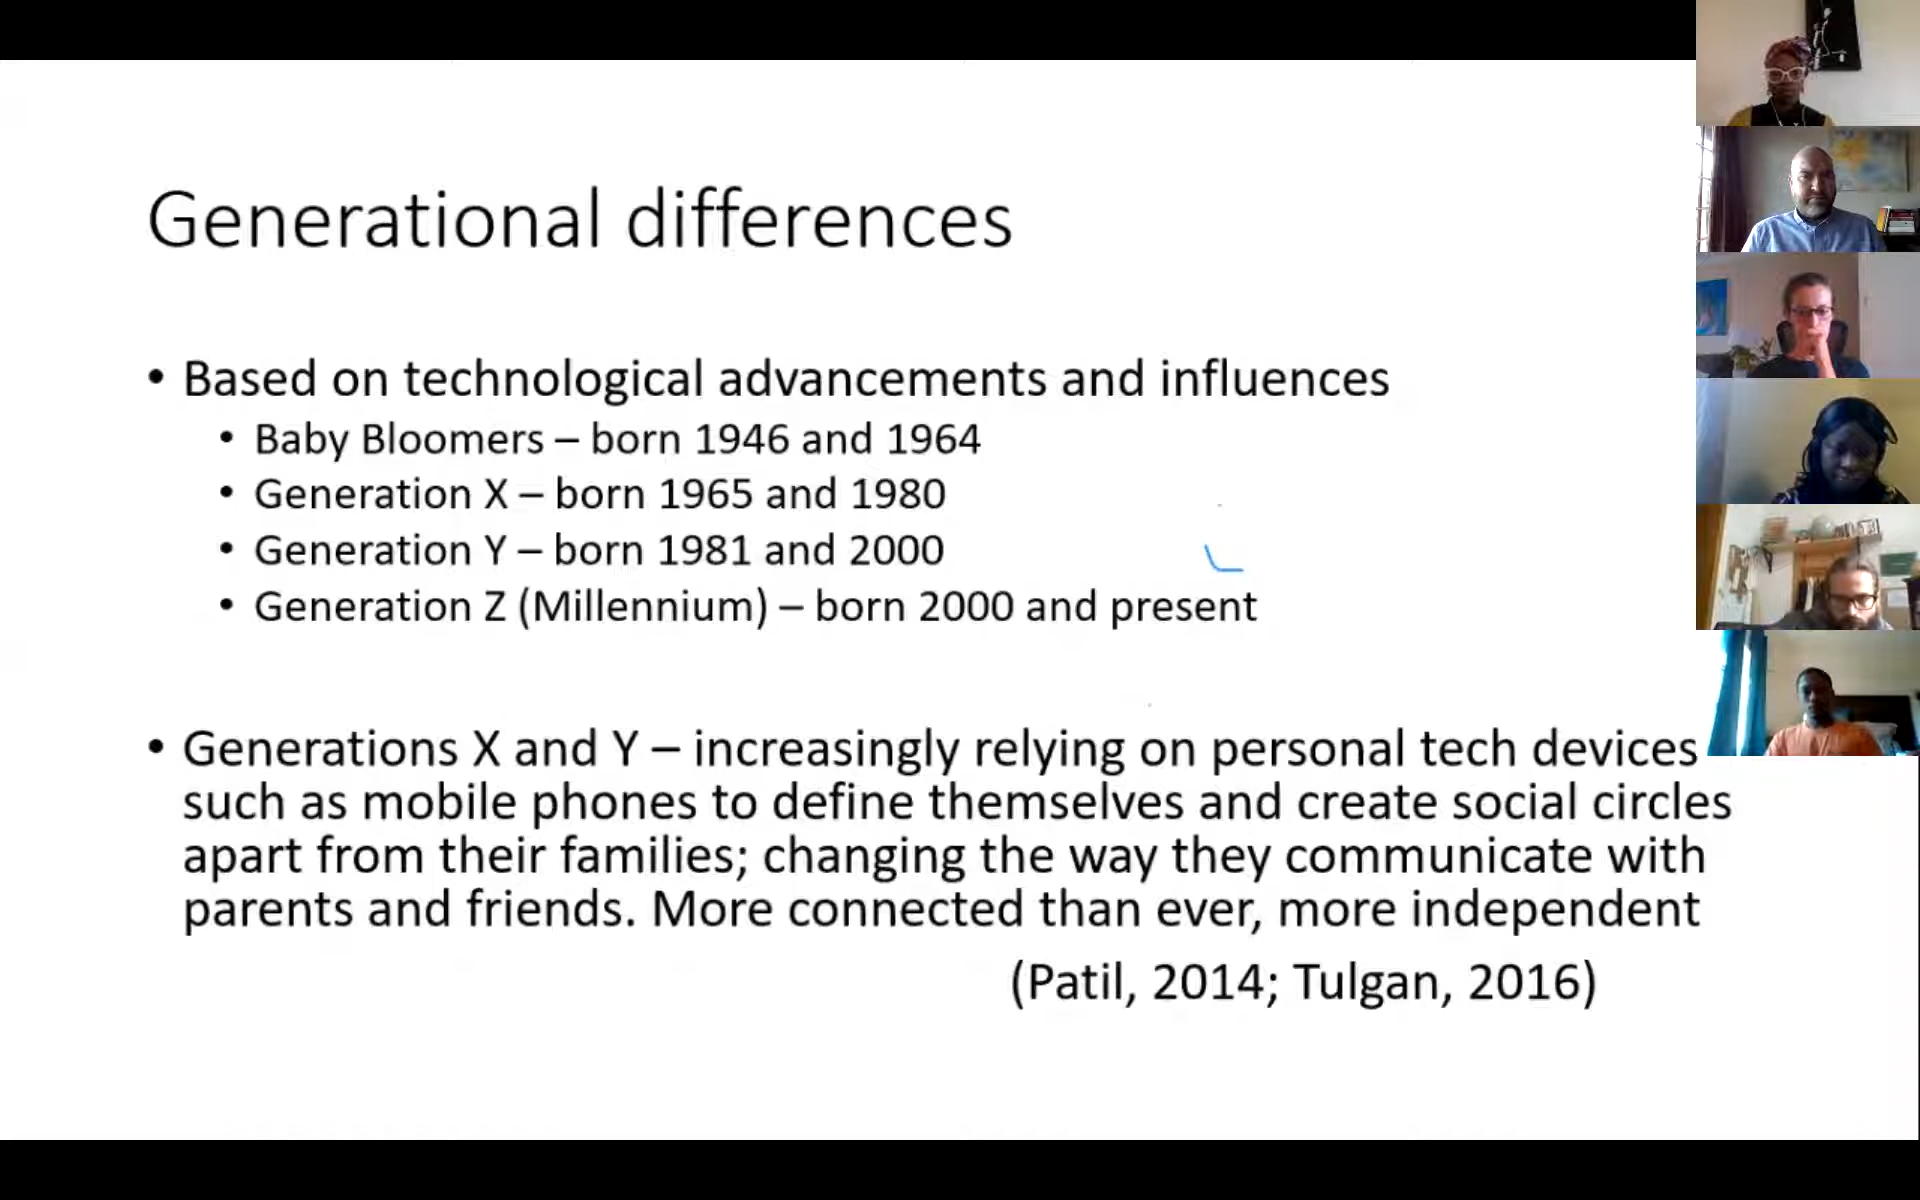 Generational differences
• Based on technological advancements and influences
• Baby Bloomers – born 1946 and 1964
• Generation X – born 1965 and 1980
• Generation Y – born 1981 and 2000
• Generation Z (Millennium) – born 2000 and present
• Generations X and Y – increasingly relying on personal tech devices
such as mobile phones to define themselves and create social circles
apart from their families; changing the way they communicate with
parents and friends. More connected than ever, more independent
(Patil, 2014; Tulgan, 2016)